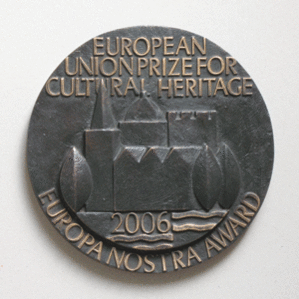 EUROPEAN
UNION PRIZE FOR
CULTURAL HERITAGE
2006
EUROPA NOSTRA AWARD